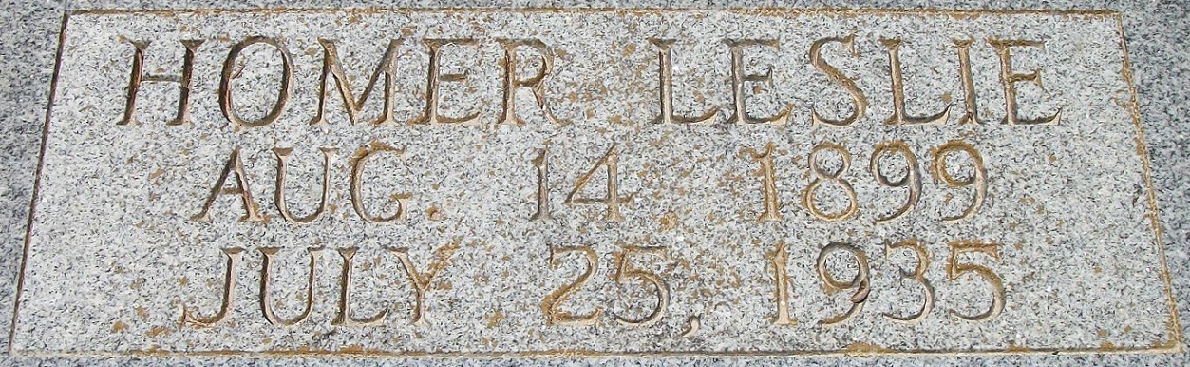 HOMER LESLIE
AUG. 14 1899
JULY 25, 1935